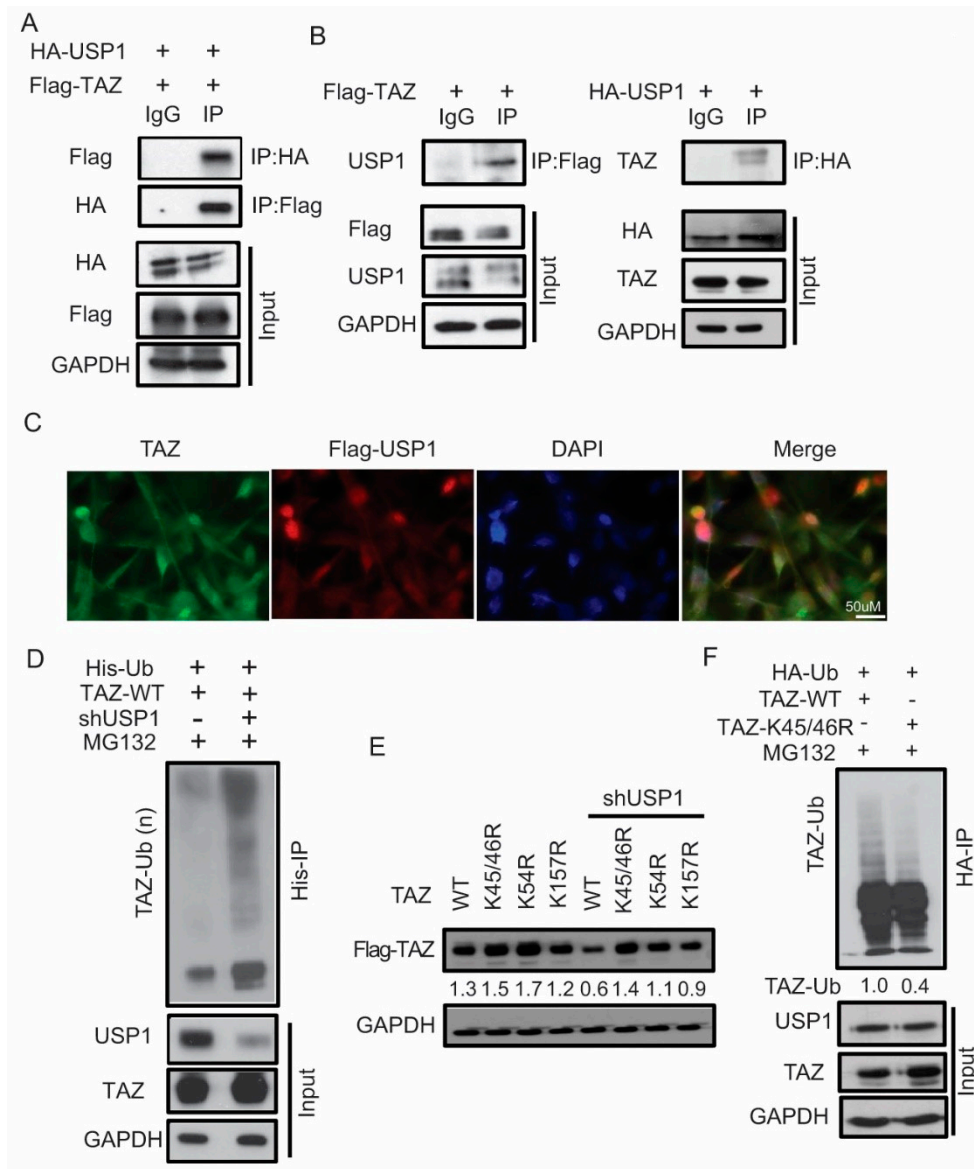 A
HA-USP1 + +
Flag-TAZ + +
IgG IP
Flag IP:HA
HA IP:Flag
HA
Flag
GAPDH
Input
B
Flag-TAZ + +
IgG IP
USP1 IP:Flag
Flag
USP1
GAPDH
Input
HA-USP1 + +
IgG IP
TAZ IP:HA
HA
TAZ
GAPDH
Input
C
TAZ Flag-USP1 DAPI Merge
50uM
D
His-Ub + +
TAZ-WT + +
shUSP1 - +
MG132 + +
TAZ-Ub (n)
His-IP
USP1
TAZ
GAPDH
Input
E
shUSP1
TAZ WT K45/46R K54R K157R WT K45/46R K54R K157R
Flag-TAZ
1.3 1.5 1.7 1.2 0.6 1.4 1.1 0.9
GAPDH
F
HA-Ub + +
TAZ-WT + -
TAZ-K45/46R - +
MG132 + +
TAZ-Ub
HA-IP
TAZ-Ub 1.0 0.4
USP1
TAZ
GAPDH
Input